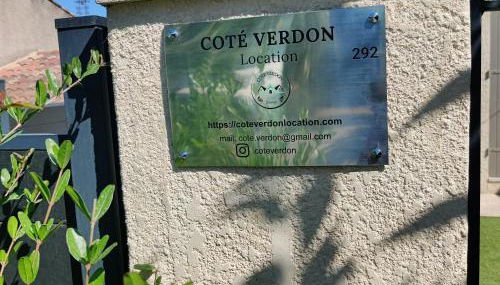 COTÉ VERDON
Location
292
https://coteverdonlocation.com
mail: cote.verdon@gmail.com
coteverdon